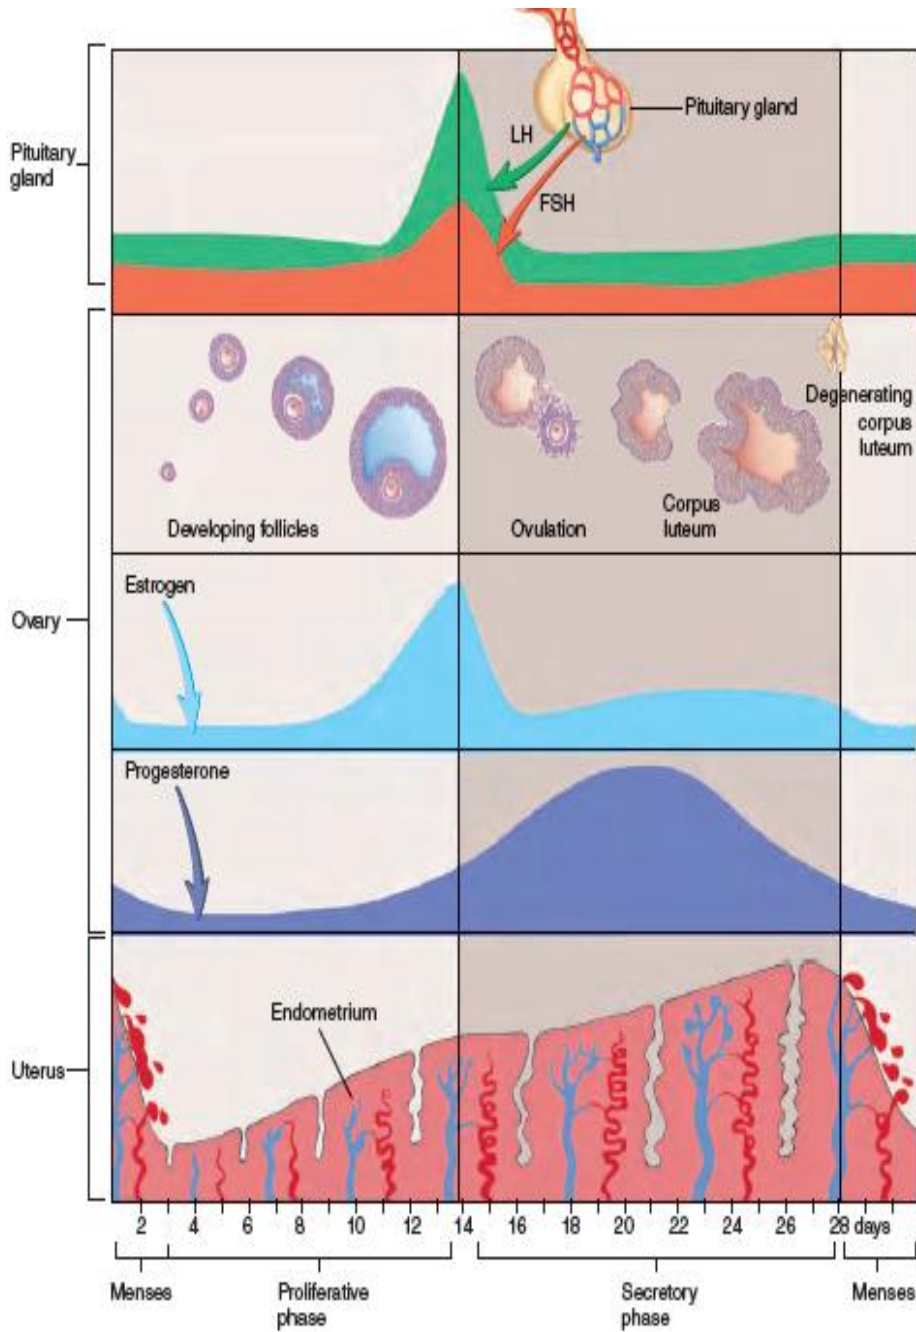 Pituitary gland
LH
Pituitary
gland
FSH
Degenerating
corpus
luteum
Developing follicles
Ovulation
Corpus
luteum
Estrogen
Ovary
Progesterone
Endometrium
Uterus
2 4 6 8 10 12 14 16 18 20 22 24 26 28 days
Menses
Proliferative
phase
Secretory
phase
Menses